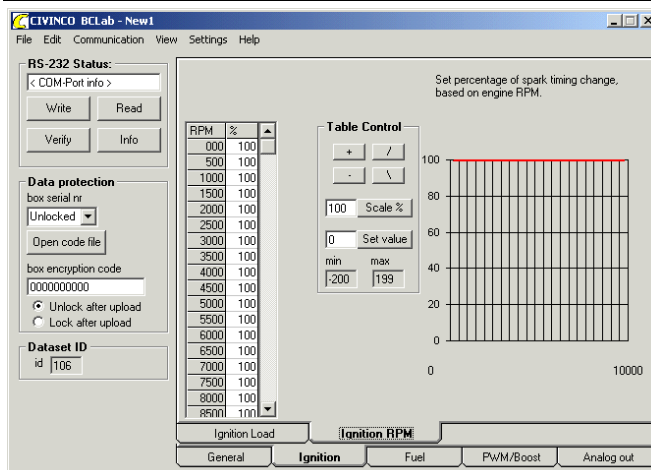 CIVINCO BCLab - New1
File Edit Communication View Settings Help
RS-232 Status:
< COM-Port info >
Write Read
Verify Info
Data protection
box serial nr
Unlocked
Open code file
box encryption code
0000000000
Unlock after upload
Lock after upload
Dataset ID
id 106
Set percentage of spark timing change,
based on engine RPM.
RPM %
000 100
500 100
1000 100
1500 100
2000 100
2500 100
3000 100
3500 100
4000 100
4500 100
5000 100
5500 100
6000 100
6500 100
7000 100
7500 100
8000 100
8500 100
Table Control
+ /
- \
100 Scale %
0 Set value
min max
-200 199
100
80
60
40
20
0
0 10000
Ignition Load Ignition RPM
General Ignition Fuel PWM/Boost Analog out